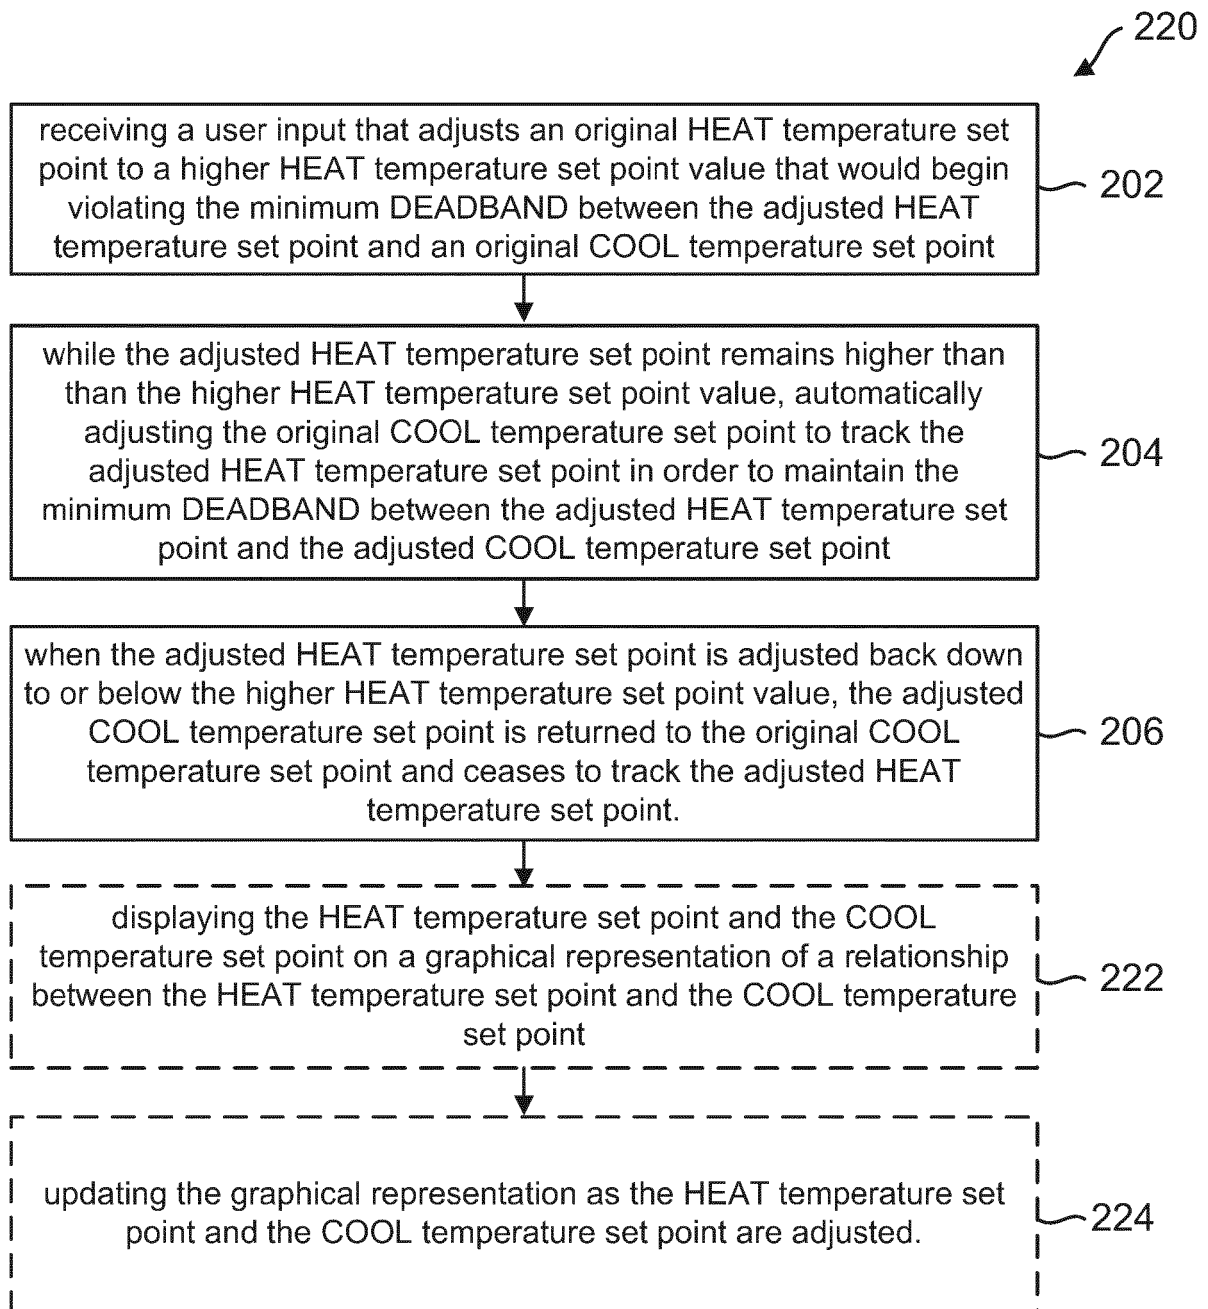 220
receiving a user input that adjusts an original HEAT temperature set
point to a higher HEAT temperature set point value that would begin
violating the minimum DEADBAND between the adjusted HEAT
temperature set point and an original COOL temperature set point
202
while the adjusted HEAT temperature set point remains higher than
than the higher HEAT temperature set point value, automatically
adjusting the original COOL temperature set point to track the
adjusted HEAT temperature set point in order to maintain the
minimum DEADBAND between the adjusted HEAT temperature set
point and the adjusted COOL temperature set point
204
when the adjusted HEAT temperature set point is adjusted back down
to or below the higher HEAT temperature set point value, the adjusted
COOL temperature set point is returned to the original COOL
temperature set point and ceases to track the adjusted HEAT
temperature set point.
206
displaying the HEAT temperature set point and the COOL
temperature set point on a graphical representation of a relationship
between the HEAT temperature set point and the COOL temperature
set point
222
updating the graphical representation as the HEAT temperature set
point and the COOL temperature set point are adjusted.
224